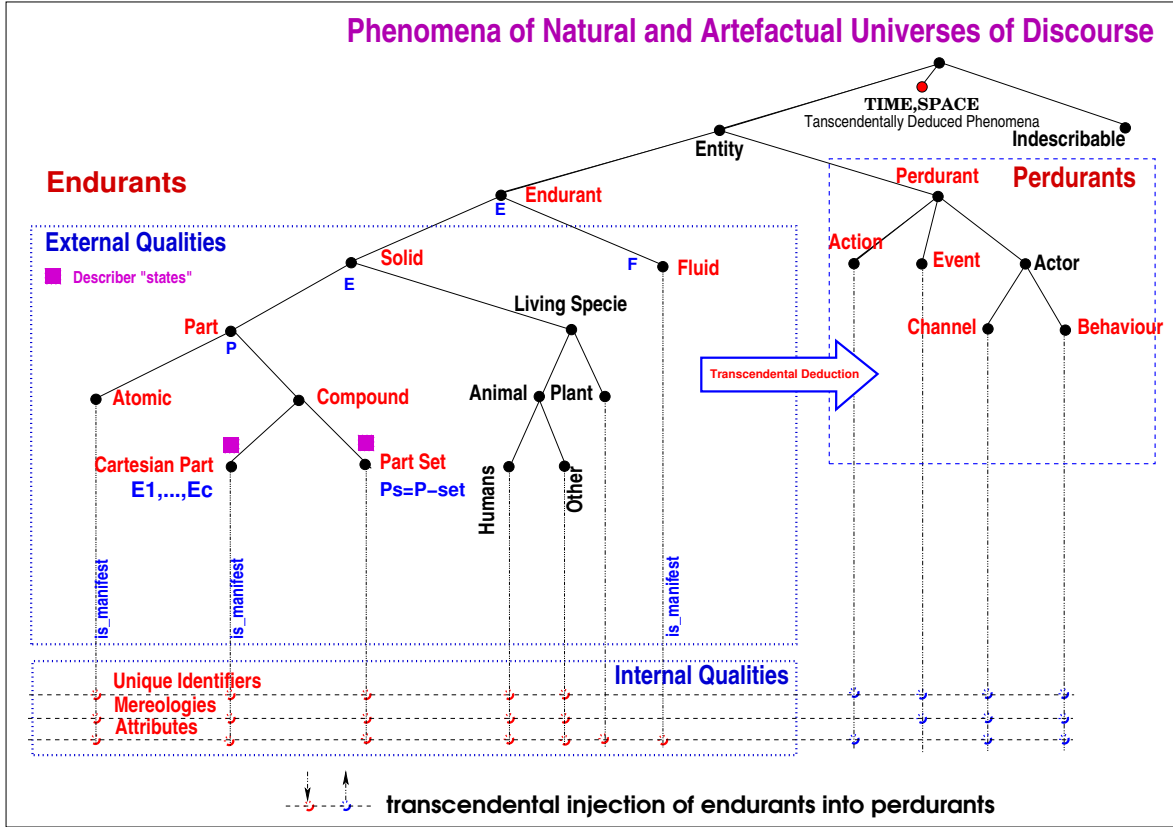 Phenomena of Natural and Artefactual Universes of Discourse
TIME,SPACE
Tanscendentally Deduced Phenomena
Indescribable
Entity
Endurants
Endurant
E
Perdurant
Perdurants
External Qualities
Describer "states"
Solid
E
F
Fluid
Action
Event
Actor
Living Specie
Part
P
Channel
Behaviour
Transcendental Deduction
Atomic
Compound
Animal
Plant
Cartesian Part
E1,...,Ec
Part Set
Ps=P-set
Humans
Other
is_manifest
is_manifest
is_manifest
Internal Qualities
Unique Identifiers
Mereologies
Attributes
transcendental injection of endurants into perdurants